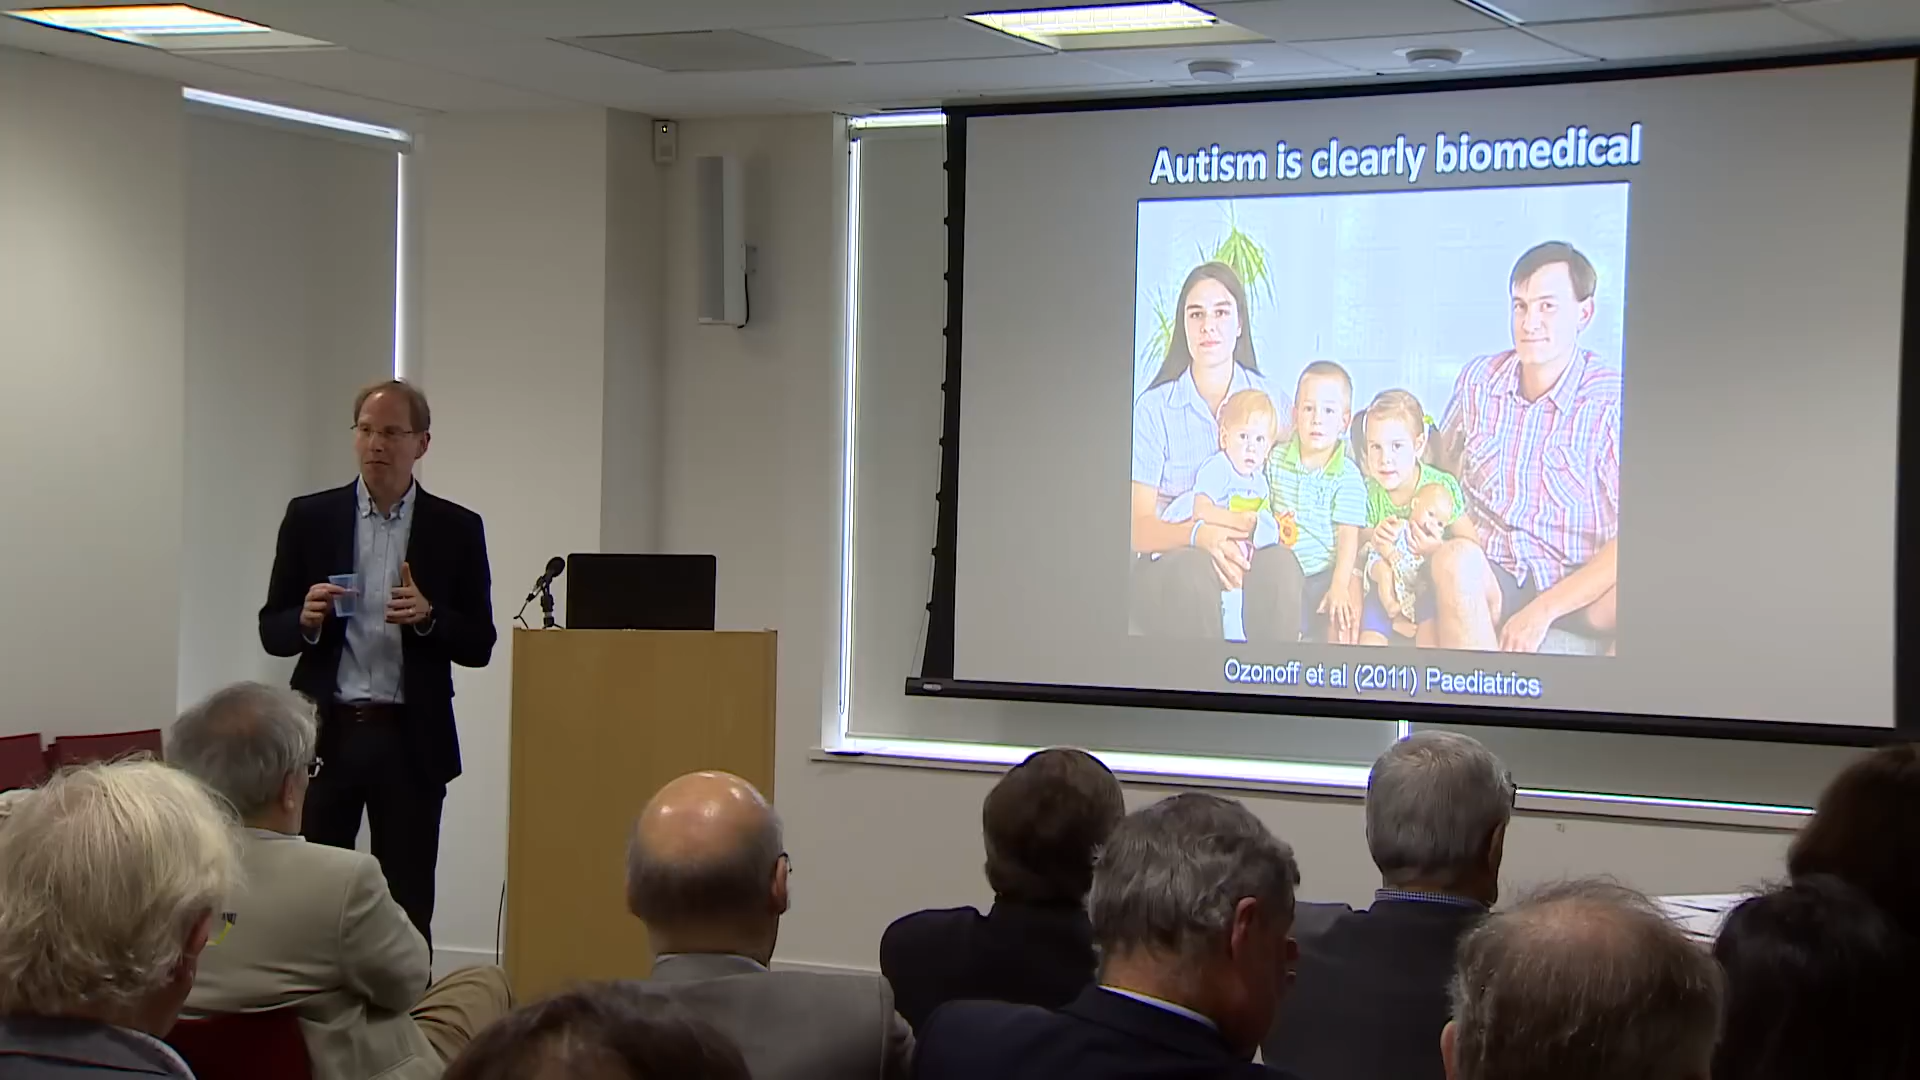 Autism is clearly biomedical
Ozonoff et al (2011) Paediatrics